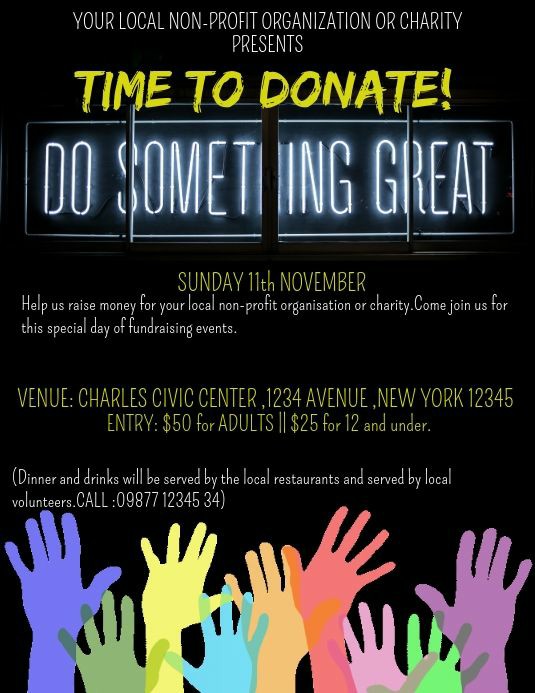 YOUR LOCAL NON-PROFIT ORGANIZATION OR CHARITY
PRESENTS
TIME TO DONATE!
DO SOMETHING GREAT
SUNDAY 11th NOVEMBER
Help us raise money for your local non-profit organisation or charity.Come join us for
this special day of fundraising events.
VENUE: CHARLES CIVIC CENTER ,1234 AVENUE ,NEW YORK 12345
ENTRY: $50 for ADULTS || $25 for 12 and under.
(Dinner and drinks will be served by the local restaurants and served by local
volunteers.CALL :09877 12345 34)